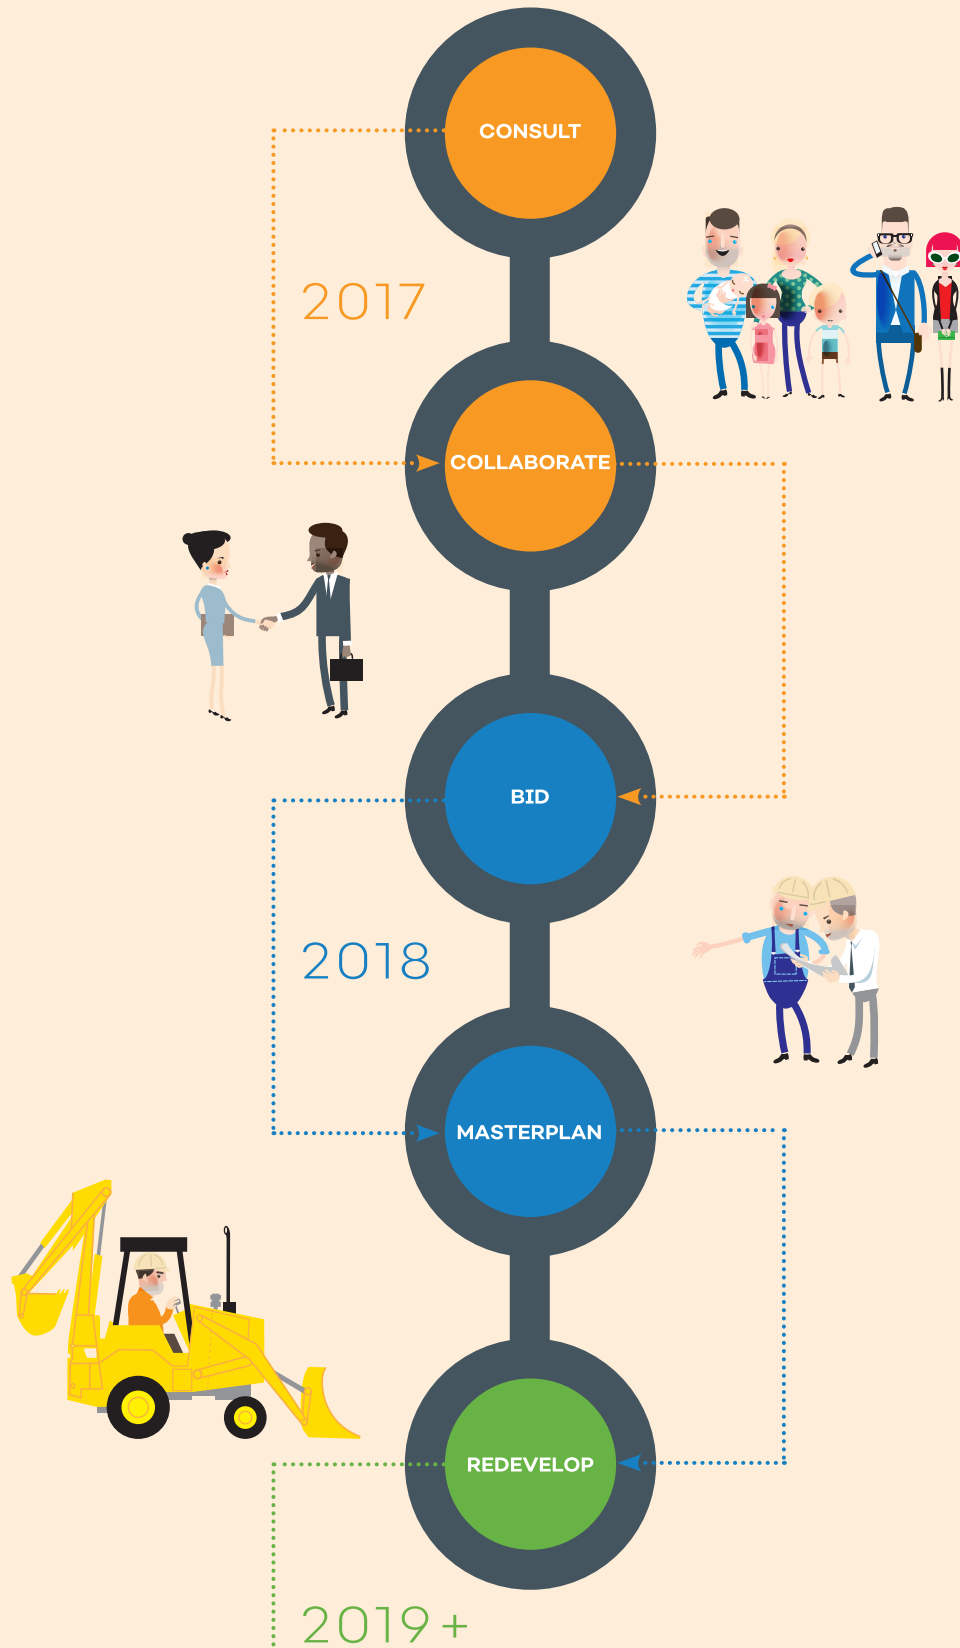 CONSULT
2017
COLLABORATE
BID
2018
MASTERPLAN
REDEVELOP
2019+